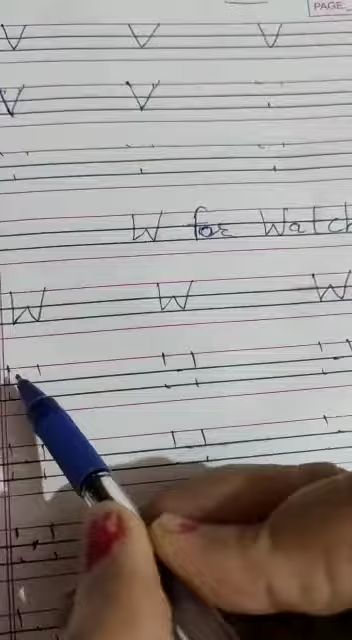 PAGE
V V V
V V
W for Watch
W W W